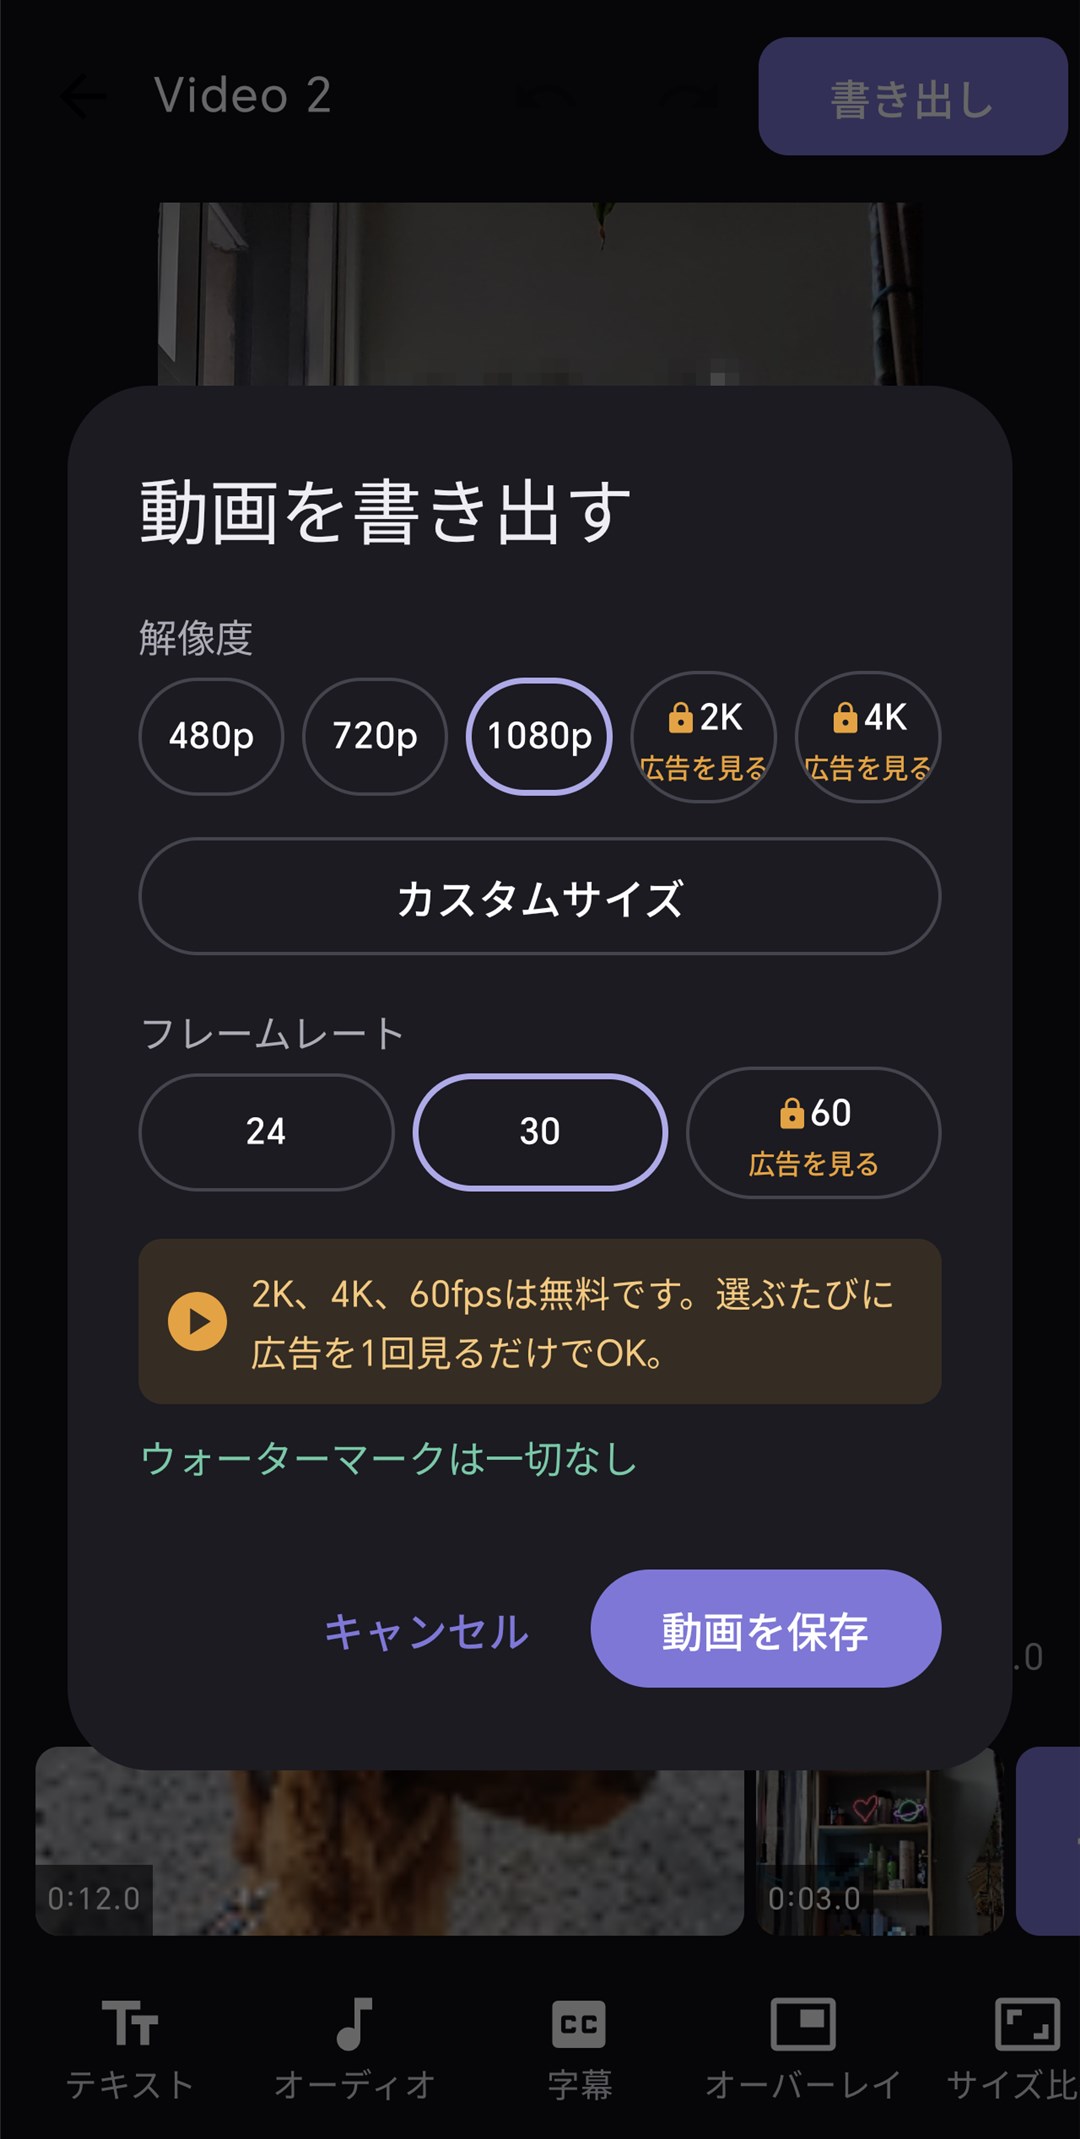 Video 2
書き出し
動画を書き出す
解像度
480p
720p
1080p
2K
広告を見る
4K
広告を見る
カスタムサイズ
フレームレート
24
30
60
広告を見る
2K、4K、60fpsは無料です。選ぶたびに
広告を1回見るだけでOK。
ウォーターマークは一切なし
キャンセル
動画を保存
.0
0:12.0
0:03.0
テキスト
オーディオ
CC
字幕
オーバーレイ
サイズ比